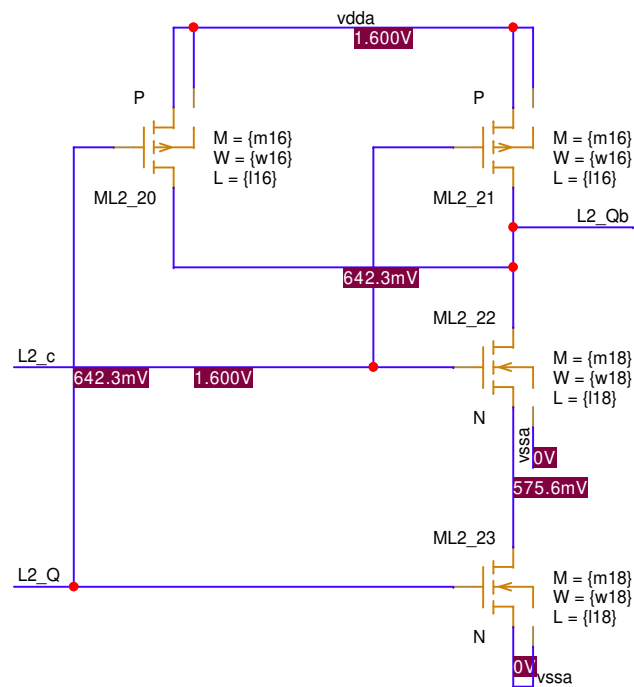 vdda
1.600V
P
M = {m16}
W = {w16}
L = {l16}
ML2_20
P
M = {m16}
W = {w16}
L = {l16}
ML2_21
L2_Qb
642.3mV
ML2_22
L2_c
642.3mV
1.600V
M = {m18}
W = {w18}
L = {l18}
N
vssa
0V
575.6mV
ML2_23
L2_Q
M = {m18}
W = {w18}
L = {l18}
N
0V
vssa